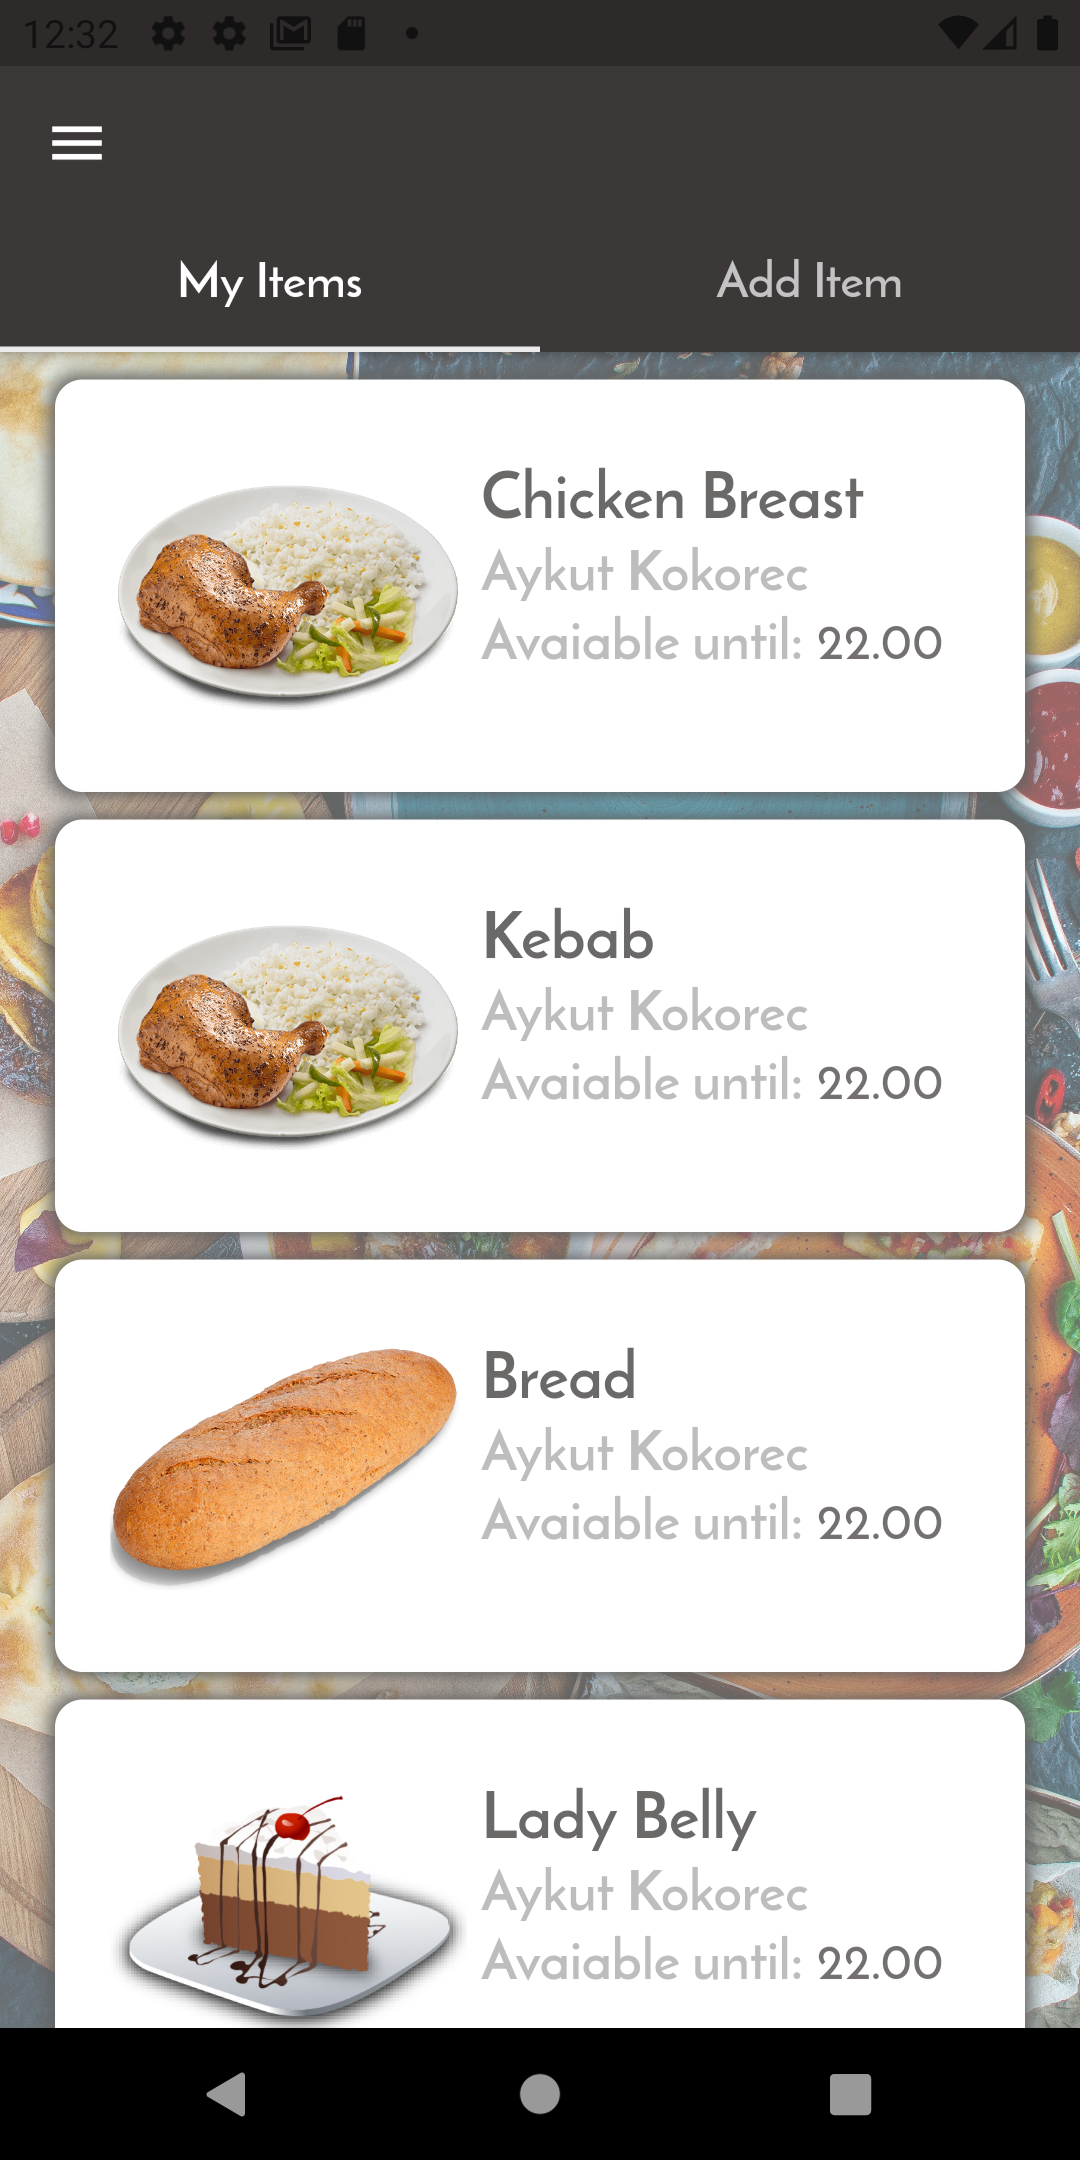 12:32
My Items
Add Item
Chicken Breast
Aykut Kokorec
Avaiable until: 22.00
Kebab
Aykut Kokorec
Avaiable until: 22.00
Bread
Aykut Kokorec
Avaiable until: 22.00
Lady Belly
Aykut Kokorec
Avaiable until: 22.00